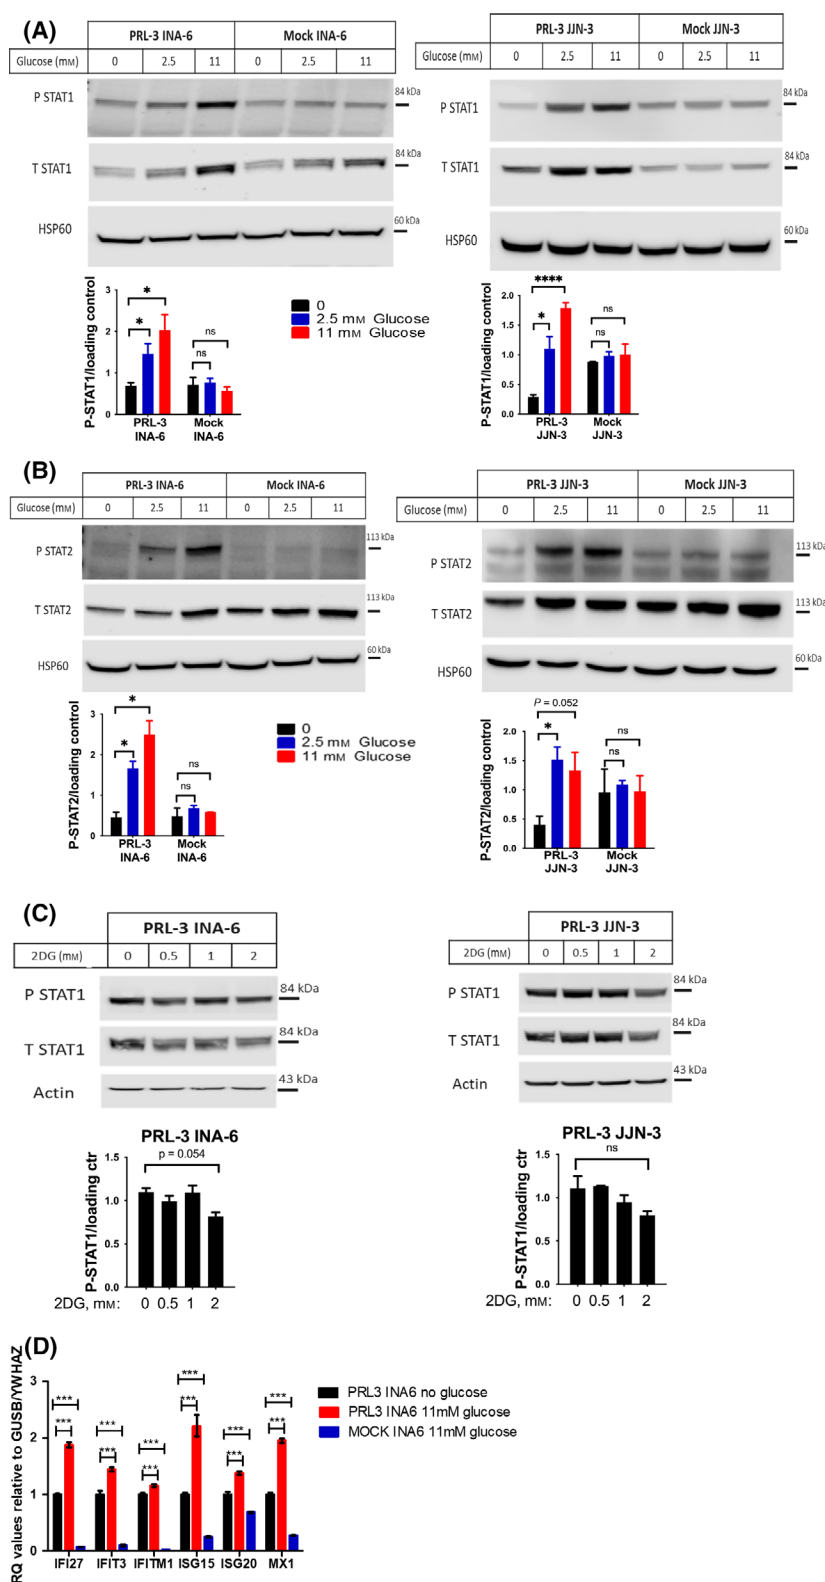 (A)
PRL-3 INA-6 Mock INA-6
Glucose (mM) 0 2.5 11 0 2.5 11
P STAT1 84 kDa
T STAT1 84 kDa
HSP60 60 kDa
PRL-3 JJN-3 Mock JJN-3
Glucose (mM) 0 2.5 11 0 2.5 11
P STAT1 84 kDa
T STAT1 84 kDa
HSP60 60 kDa
P-STAT1/loading control
3
2
1
0
* * ns ns
PRL-3 INA-6
Mock INA-6
0
2.5 mM Glucose
11 mM Glucose
P-STAT1/loading control
2.0
1.5
1.0
0.5
0.0
**** * ns ns
PRL-3 JJN-3
Mock JJN-3
(B)
PRL-3 INA-6 Mock INA-6
Glucose (mM) 0 2.5 11 0 2.5 11
P STAT2 113 kDa
T STAT2 113 kDa
HSP60 60 kDa
PRL-3 JJN-3 Mock JJN-3
Glucose (mM) 0 2.5 11 0 2.5 11
P STAT2 113 kDa
T STAT2 113 kDa
HSP60 60 kDa
P-STAT2/loading control
3
2
1
0
* * ns ns
PRL-3 INA-6
Mock INA-6
0
2.5 mM Glucose
11 mM Glucose
P-STAT2/loading control
2.0
1.5
1.0
0.5
0.0
P = 0.052 * ns ns
PRL-3 JJN-3
Mock JJN-3
(C)
PRL-3 INA-6
2DG (mM) 0 0.5 1 2
P STAT1 84 kDa
T STAT1 84 kDa
Actin 43 kDa
PRL-3 JJN-3
2DG (mM) 0 0.5 1 2
P STAT1 84 kDa
T STAT1 84 kDa
Actin 43 kDa
PRL-3 INA-6
p = 0.054
P-STAT1/loading ctr
1.5
1.0
0.5
0.0
2DG, mM: 0 0.5 1 2
PRL-3 JJN-3
ns
P-STAT1/loading ctr
1.5
1.0
0.5
0.0
2DG, mM: 0 0.5 1 2
(D)
RQ values relative to GUSB/YWHAZ
3
2
1
0
*** *** *** *** *** *** *** *** *** *** *** ***
IFI27 IFIT3 IFITM1 ISG15 ISG20 MX1
PRL3 INA6 no glucose
PRL3 INA6 11mM glucose
MOCK INA6 11mM glucose